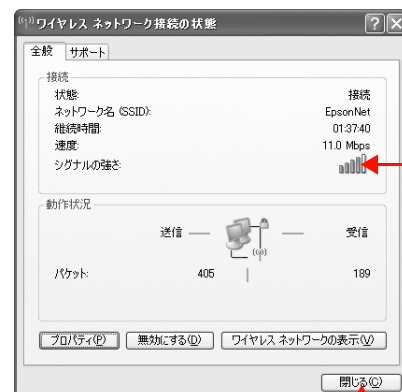 ワイヤレス ネットワーク接続の状態
全般 サポート
接続
状態: 接続
ネットワーク名 (SSID): EpsonNet
継続時間: 01:37:40
速度: 11.0 Mbps
シグナルの強さ:
動作状況
送信 受信
パケット: 405 189
プロパティ(P) 無効にする(D) ワイヤレス ネットワークの表示(V)
閉じる(C)